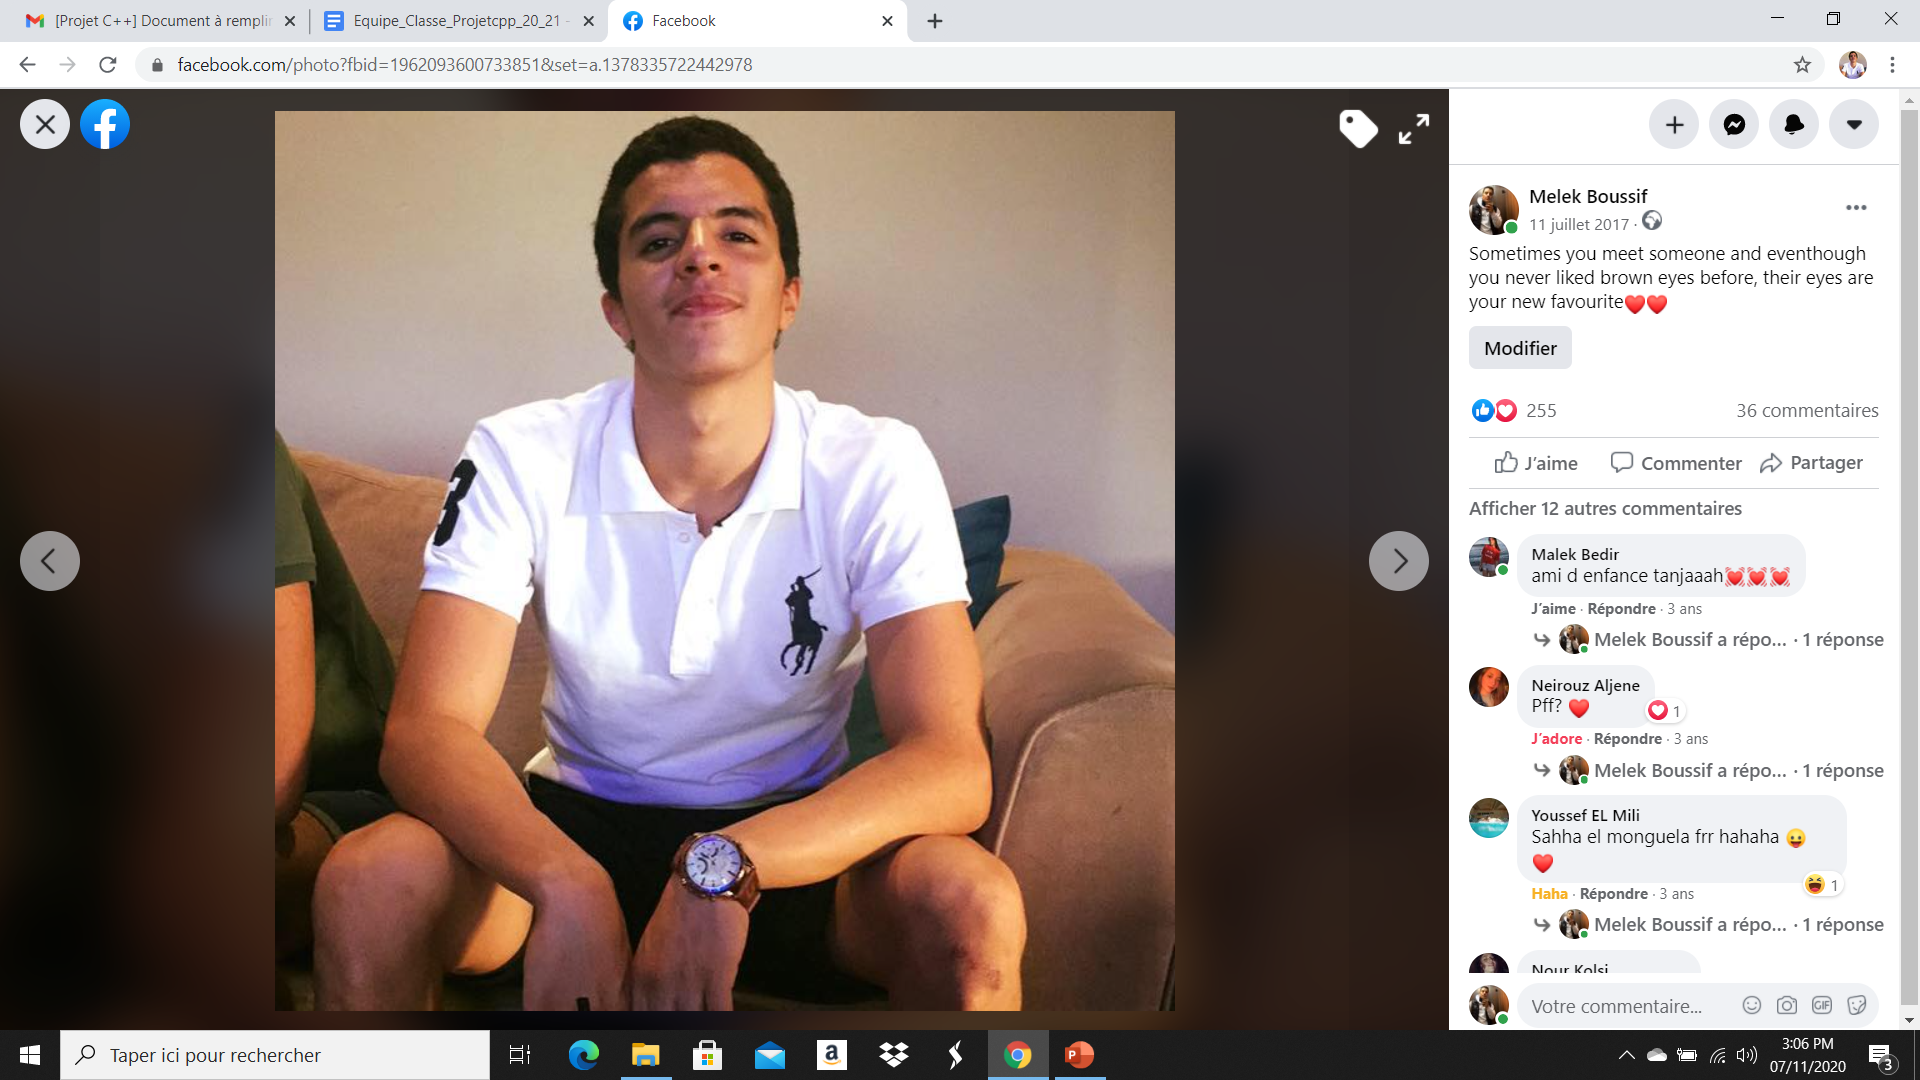 [Projet C++] Document à remplir
Equipe_Classe_Projetcpp_20_21 -
Facebook
facebook.com/photo?fbid=1962093600733851&set=a.1378335722442978
3
Melek Boussif
11 juillet 2017 ·
Sometimes you meet someone and eventhough
you never liked brown eyes before, their eyes are
your new favourite❤️❤️
Modifier
255
36 commentaires
J'aime
Commenter
Partager
Afficher 12 autres commentaires
Malek Bedir
ami d enfance tanjaaah💓💓💓
J'aime · Répondre · 3 ans
Melek Boussif a répo... · 1 réponse
Neirouz Aljene
Pff? ❤️
1
J'adore · Répondre · 3 ans
Melek Boussif a répo... · 1 réponse
Youssef EL Mili
Sahha el monguela frr hahaha 😛
❤️
1
Haha · Répondre · 3 ans
Melek Boussif a répo... · 1 réponse
Nour Kolsi
Votre commentaire...
GIF
Taper ici pour rechercher
3:06 PM
07/11/2020
3